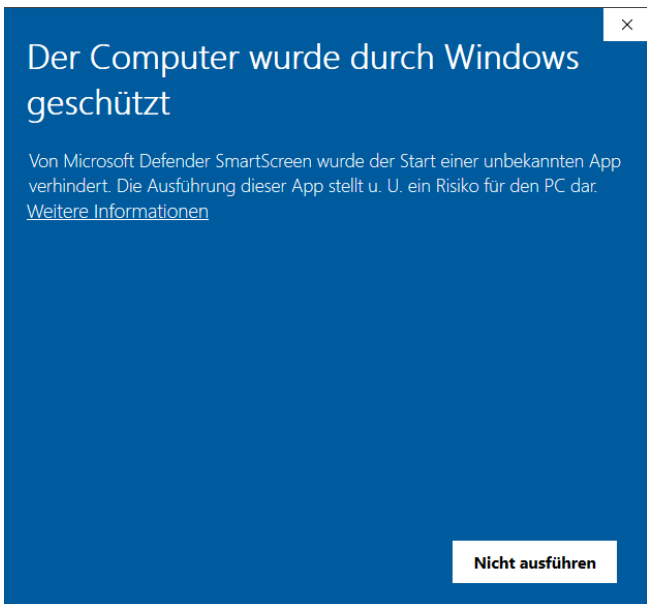 Der Computer wurde durch Windows
geschützt
Von Microsoft Defender SmartScreen wurde der Start einer unbekannten App
verhindert. Die Ausführung dieser App stellt u. U. ein Risiko für den PC dar.
Weitere Informationen
Nicht ausführen